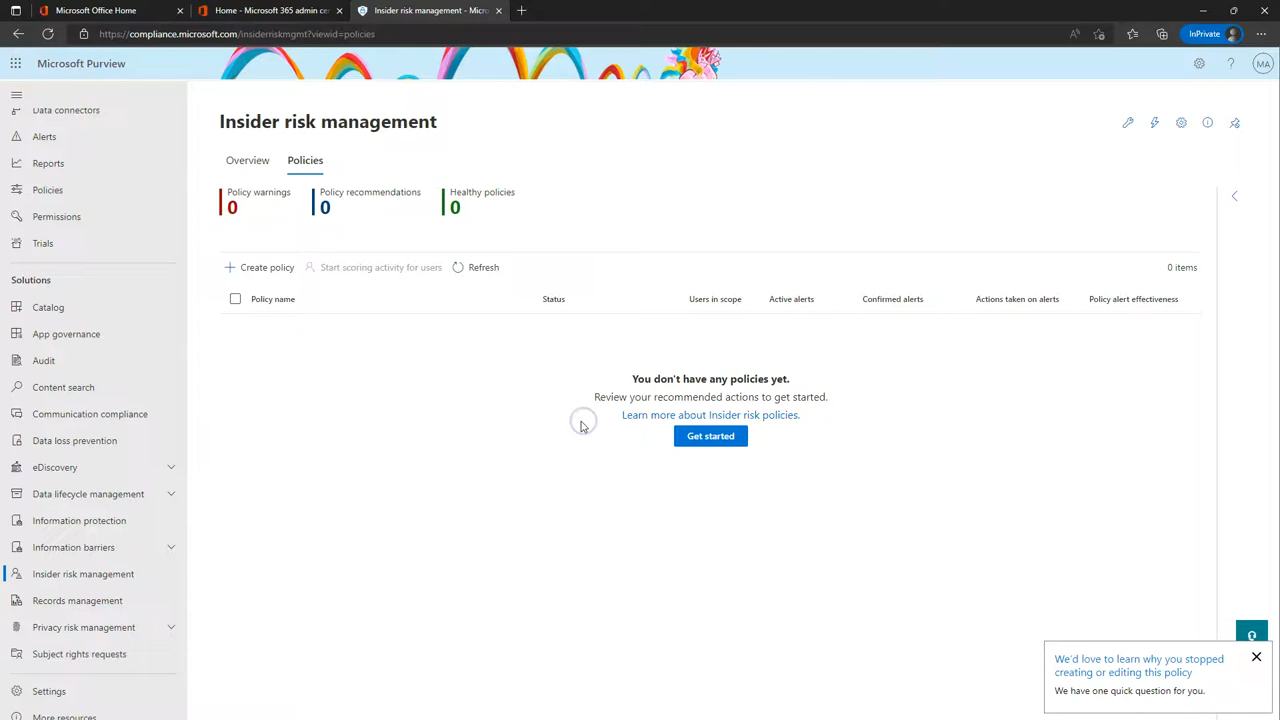 Microsoft Office Home
Home - Microsoft 365 admin cen
Insider risk management - Micro
https://compliance.microsoft.com/insiderriskmgmt?viewid=policies
InPrivate
Microsoft Purview
MA
Data connectors
Alerts
Reports
Policies
Permissions
Trials
Solutions
Catalog
App governance
Audit
Content search
Communication compliance
Data loss prevention
eDiscovery
Data lifecycle management
Information protection
Information barriers
Insider risk management
Records management
Privacy risk management
Subject rights requests
Settings
More resources
Insider risk management
Overview
Policies
Policy warnings
0
Policy recommendations
0
Healthy policies
0
Create policy
Start scoring activity for users
Refresh
0 items
Policy name
Status
Users in scope
Active alerts
Confirmed alerts
Actions taken on alerts
Policy alert effectiveness
You don't have any policies yet.
Review your recommended actions to get started.
Learn more about Insider risk policies.
Get started
We'd love to learn why you stopped
creating or editing this policy
We have one quick question for you.